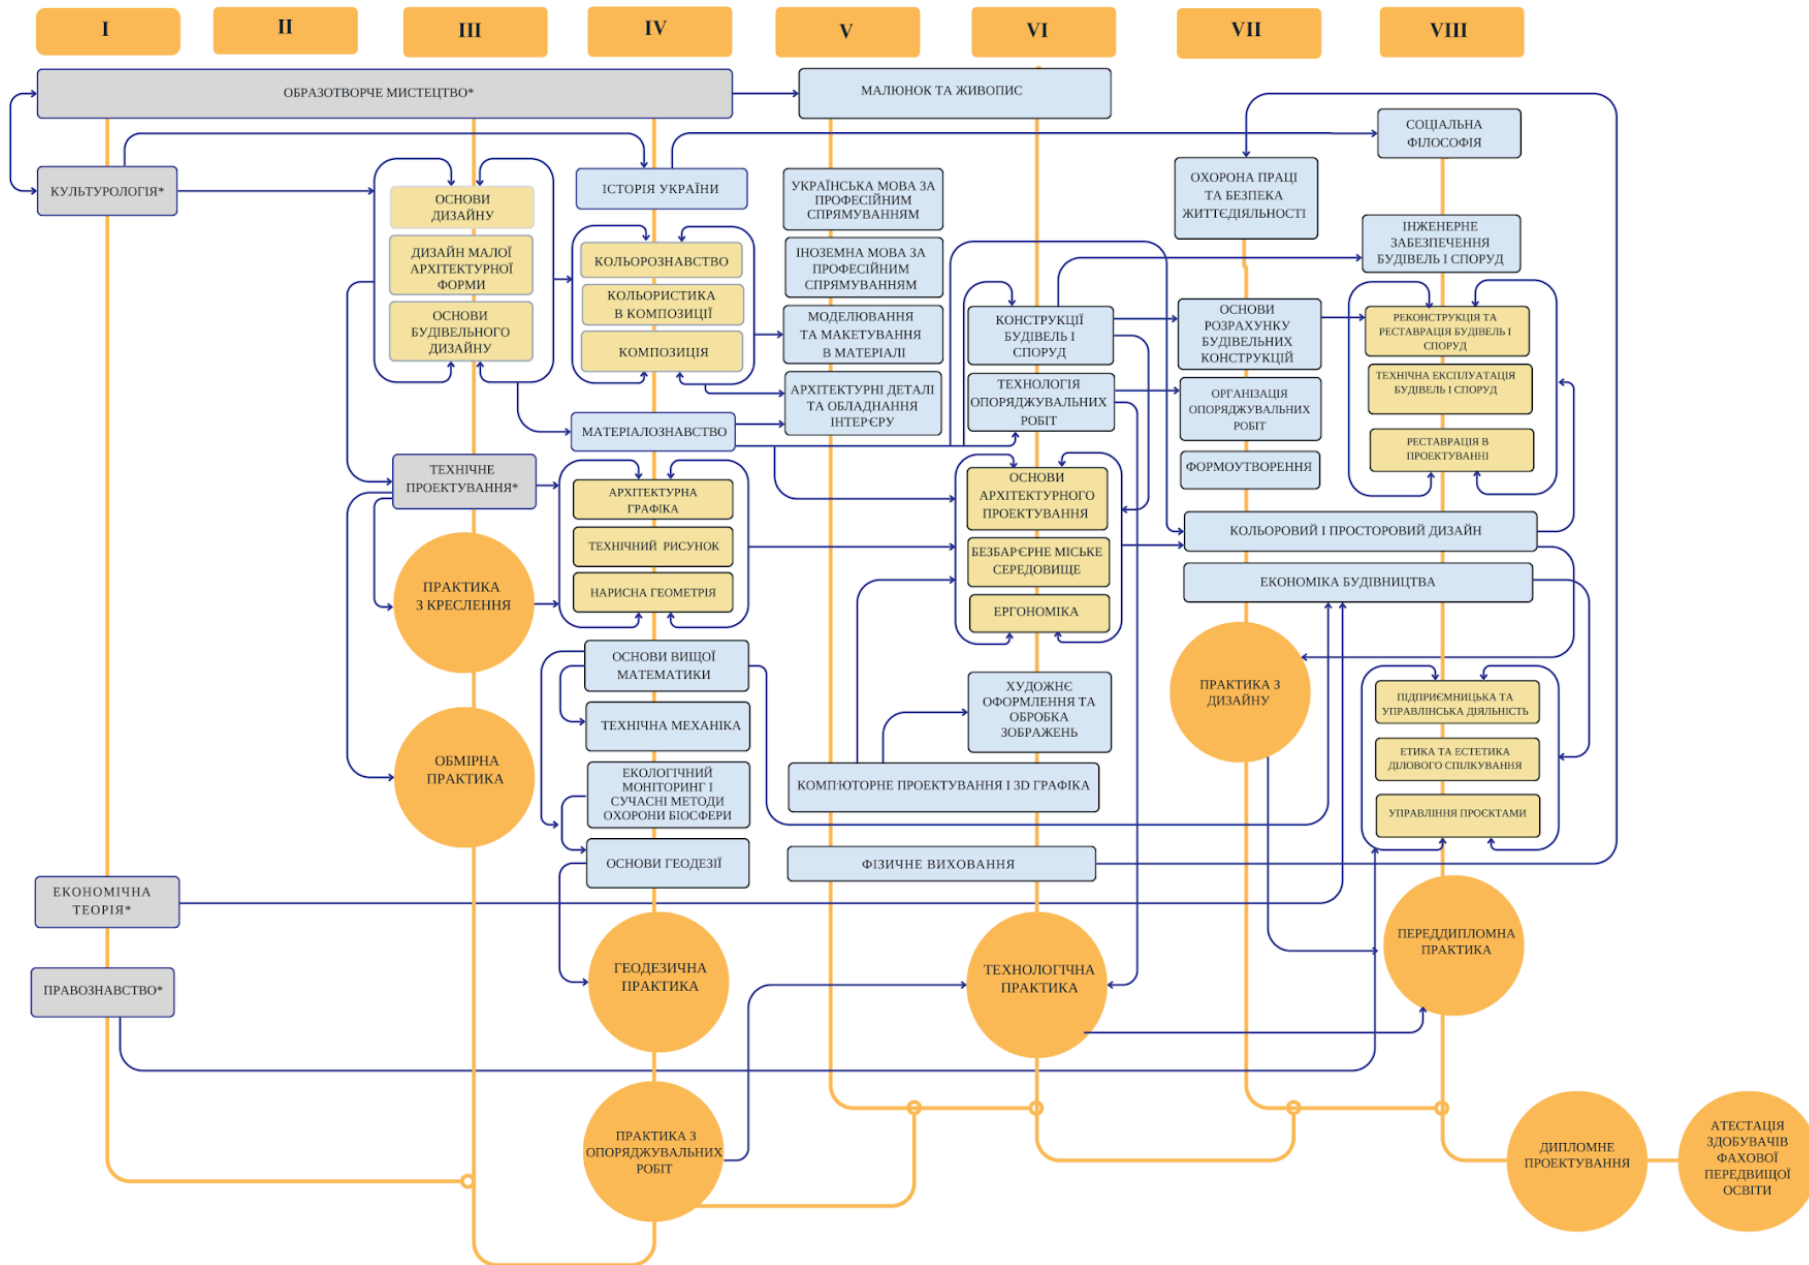 I
II
III
IV
V
VI
VII
VIII
ОБРАЗОТВОРЧЕ МИСТЕЦТВО*
МАЛЮНОК ТА ЖИВОПИС
СОЦІАЛЬНА
ФІЛОСОФІЯ
КУЛЬТУРОЛОГІЯ*
ОСНОВИ
ДИЗАЙНУ
ДИЗАЙН МАЛОЇ
АРХІТЕКТУРНОЇ
ФОРМИ
ОСНОВИ
БУДІВЕЛЬНОГО
ДИЗАЙНУ
ТЕХНІЧНЕ
ПРОЕКТУВАННЯ*
ПРАКТИКА
З КРЕСЛЕННЯ
ОБМІРНА
ПРАКТИКА
ЕКОНОМІЧНА
ТЕОРІЯ*
ПРАВОЗНАВСТВО*
ІСТОРІЯ УКРАЇНИ
КОЛЬОРОЗНАВСТВО
КОЛЬОРИСТИКА
В КОМПОЗИЦІЇ
КОМПОЗИЦІЯ
МАТЕРІАЛОЗНАВСТВО
АРХІТЕКТУРНА
ГРАФІКА
ТЕХНІЧНИЙ РИСУНОК
НАРИСНА ГЕОМЕТРІЯ
ОСНОВИ ВИЩОЇ
МАТЕМАТИКИ
ТЕХНІЧНА МЕХАНІКА
ЕКОЛОГІЧНИЙ
МОНІТОРИНГ І
СУЧАСНІ МЕТОДИ
ОХОРОНИ БІОСФЕРИ
ОСНОВИ ГЕОДЕЗІЇ
ГЕОДЕЗИЧНА
ПРАКТИКА
ПРАКТИКА З
ОПОРЯДЖУВАЛЬНИХ
РОБІТ
УКРАЇНСЬКА МОВА ЗА
ПРОФЕСІЙНИМ
СПРЯМУВАННЯМ
ІНОЗЕМНА МОВА ЗА
ПРОФЕСІЙНИМ
СПРЯМУВАННЯМ
МОДЕЛЮВАННЯ
ТА МАКЕТУВАННЯ
В МАТЕРІАЛІ
АРХІТЕКТУРНІ ДЕТАЛІ
ТА ОБЛАДНАННЯ
ІНТЕР'ЄРУ
КОМП'ЮТОРНЕ ПРОЕКТУВАННЯ І 3D ГРАФІКА
ФІЗИЧНЕ ВИХОВАННЯ
КОНСТРУКЦІЇ
БУДІВЕЛЬ І
СПОРУД
ТЕХНОЛОГІЯ
ОПОРЯДЖУВАЛЬНИХ
РОБІТ
ОСНОВИ
АРХІТЕКТУРНОГО
ПРОЕКТУВАННЯ
БЕЗБАР'ЄРНЕ МІСЬКЕ
СЕРЕДОВИЩЕ
ЕРГОНОМІКА
ХУДОЖНЄ
ОФОРМЛЕННЯ ТА
ОБРОБКА
ЗОБРАЖЕНЬ
ТЕХНОЛОГІЧНА
ПРАКТИКА
ОХОРОНА ПРАЦІ
ТА БЕЗПЕКА
ЖИТТЄДІЯЛЬНОСТІ
ОСНОВИ
РОЗРАХУНКУ
БУДІВЕЛЬНИХ
КОНСТРУКЦІЙ
ОРГАНІЗАЦІЯ
ОПОРЯДЖУВАЛЬНИХ
РОБІТ
ФОРМОУТВОРЕННЯ
КОЛЬОРОВИЙ І ПРОСТОРОВИЙ ДИЗАЙН
ЕКОНОМІКА БУДІВНИЦТВА
ПРАКТИКА З
ДИЗАЙНУ
ІНЖЕНЕРНЕ
ЗАБЕЗПЕЧЕННЯ
БУДІВЕЛЬ І СПОРУД
РЕКОНСТРУКЦІЯ ТА
РЕСТАВРАЦІЯ БУДІВЕЛЬ І
СПОРУД
ТЕХНІЧНА ЕКСПЛУАТАЦІЯ
БУДІВЕЛЬ І СПОРУД
РЕСТАВРАЦІЯ В
ПРОЕКТУВАННІ
ПІДПРИЄМНИЦЬКА ТА
УПРАВЛІНСЬКА ДІЯЛЬНІСТЬ
ЕТИКА ТА ЕСТЕТИКА
ДІЛОВОГО СПІЛКУВАННЯ
УПРАВЛІННЯ ПРОЄКТАМИ
ПЕРЕДДИПЛОМНА
ПРАКТИКА
ДИПЛОМНЕ
ПРОЕКТУВАННЯ
АТЕСТАЦІЯ
ЗДОБУВАЧІВ
ФАХОВОЇ
ПЕРЕДВИЩОЇ
ОСВІТИ